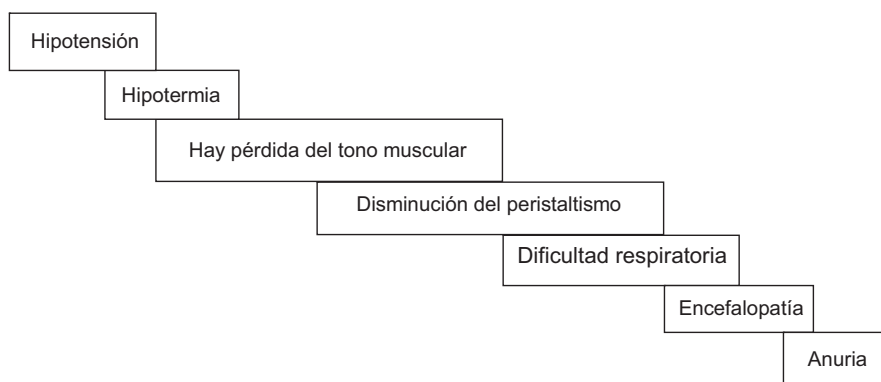 Hipotensión
Hipotermia
Hay pérdida del tono muscular
Disminución del peristaltismo
Dificultad respiratoria
Encefalopatía
Anuria